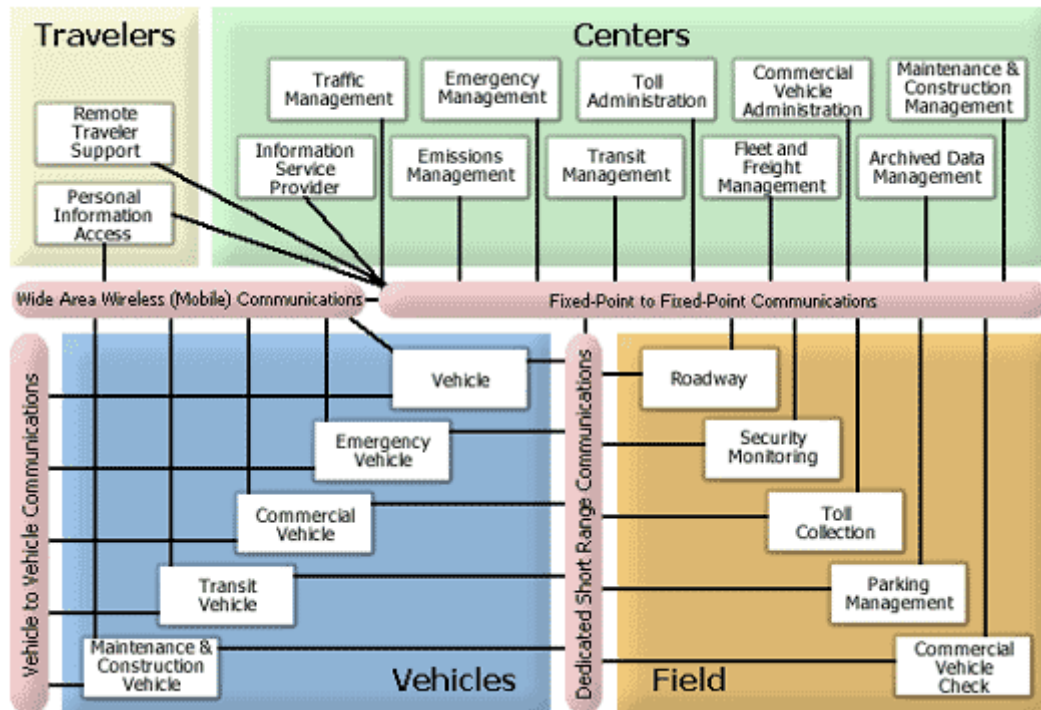 Travelers
Centers
Remote
Traveler
Support
Personal
Information
Access
Traffic
Management
Emergency
Management
Toll
Administration
Commercial
Vehicle
Administration
Maintenance &
Construction
Management
Information
Service
Provider
Emissions
Management
Transit
Management
Fleet and
Freight
Management
Archived Data
Management
Wide Area Wireless (Mobile) Communications
Fixed-Point to Fixed-Point Communications
Vehicle to Vehicle Communications
Vehicle
Emergency
Vehicle
Commercial
Vehicle
Transit
Vehicle
Maintenance &
Construction
Vehicle
Vehicles
Dedicated Short Range Communications
Roadway
Security
Monitoring
Toll
Collection
Parking
Management
Commercial
Vehicle
Check
Field